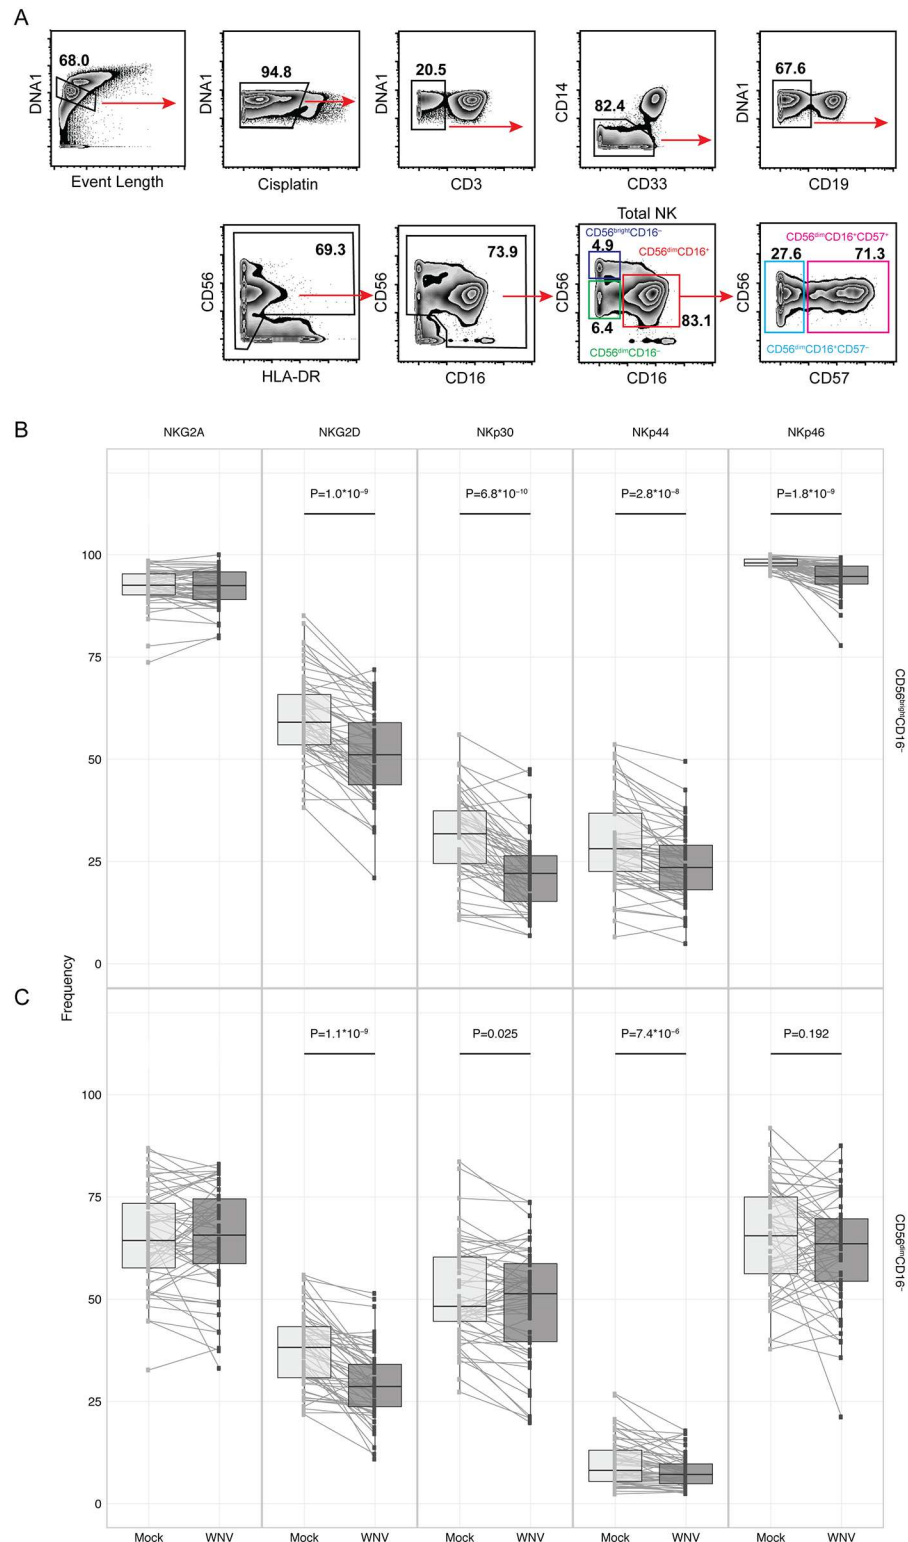 A
68.0
94.8
20.5
82.4
67.6
DNA1
DNA1
DNA1
CD14
DNA1
Event Length
Cisplatin
CD3
CD33
CD19
Total NK
CD56brightCD16−
CD56dimCD16+
CD56dimCD16+CD57+
69.3
73.9
4.9
27.6
71.3
CD56
CD56
CD56
6.4
83.1
CD56dimCD16−
CD56dimCD16+CD57−
HLA-DR
CD16
CD16
CD57
B
NKG2A
NKG2D
NKp30
NKp44
NKp46
P=1.0*10−9
P=6.8*10−10
P=2.8*10−8
P=1.8*10−9
100
75
50
25
0
CD56brightCD16−
Frequency
C
P=1.1*10−9
P=0.025
P=7.4*10−6
P=0.192
100
75
50
25
0
CD56dimCD16−
Mock
WNV
Mock
WNV
Mock
WNV
Mock
WNV
Mock
WNV